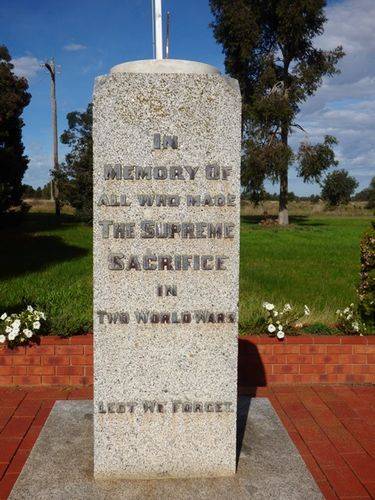 In
Memory Of
All who made
The Supreme
Sacrifice
in
Two World Wars
Lest We Forget